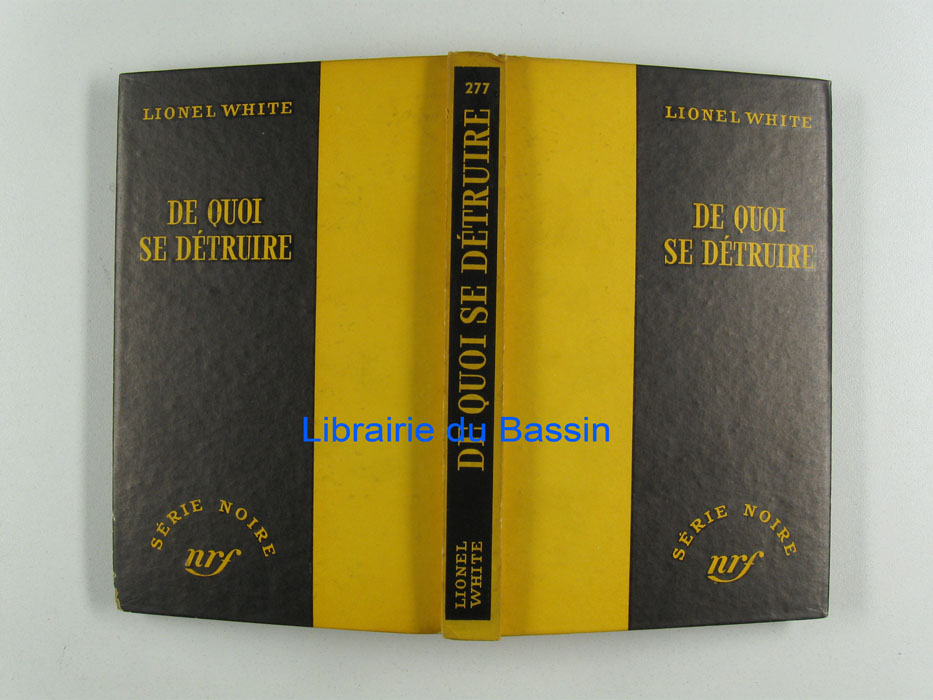 LIONEL WHITE
DE QUOI
SE DÉTRUIRE
SÉRIE NOIRE
nrf
277
DE QUOI SE DÉTRUIRE
LIONEL
WHITE
LIONEL WHITE
DE QUOI
SE DÉTRUIRE
SÉRIE NOIRE
nrf
Librairie du Bassin